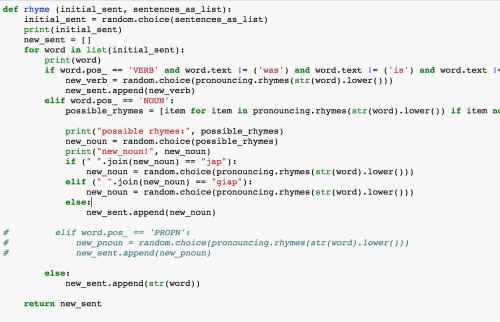 def rhyme (initial_sent, sentences_as_list):
    initial_sent = random.choice(sentences_as_list)
    print(initial_sent)
    new_sent = []
    for word in list(initial_sent):
        print(word)
        if word.pos_ == 'VERB' and word.text != ('was') and word.text != ('is') and word.text !=
            new_verb = random.choice(pronouncing.rhymes(str(word).lower()))
            new_sent.append(new_verb)
        elif word.pos_ == 'NOUN':
            possible_rhymes = [item for item in pronouncing.rhymes(str(word).lower()) if item no
            print("possible rhymes:", possible_rhymes)
            new_noun = random.choice(possible_rhymes)
            print("new_noun!", new_noun)
            if (" ".join(new_noun) == "jap"):
                new_noun = random.choice(pronouncing.rhymes(str(word).lower()))
            elif (" ".join(new_noun) == "giap"):
                new_noun = random.choice(pronouncing.rhymes(str(word).lower()))
            else:
                new_sent.append(new_noun)
#         elif word.pos_ == 'PROPN':
#             new_pnoun = random.choice(pronouncing.rhymes(str(word).lower()))
#             new_sent.append(new_pnoun)
        else:
            new_sent.append(str(word))
    return new_sent